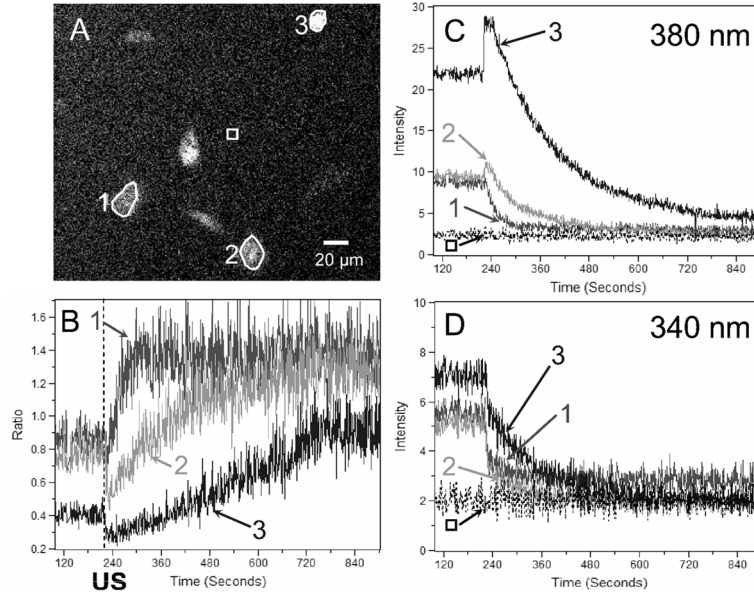 A
3
1
2
20 µm
C
380 nm
30
25
20
15
10
5
0
Intensity
3
2
1
120 240 360 480 600 720 840
Time (Seconds)
B
1.6
1.4
1.2
1.0
0.8
0.6
0.4
0.2
Ratio
1
2
3
120 240 360 480 600 720 840
US
Time (Seconds)
D
340 nm
10
8
6
4
2
0
Intensity
3
1
2
120 240 360 480 600 720 840
Time (Seconds)